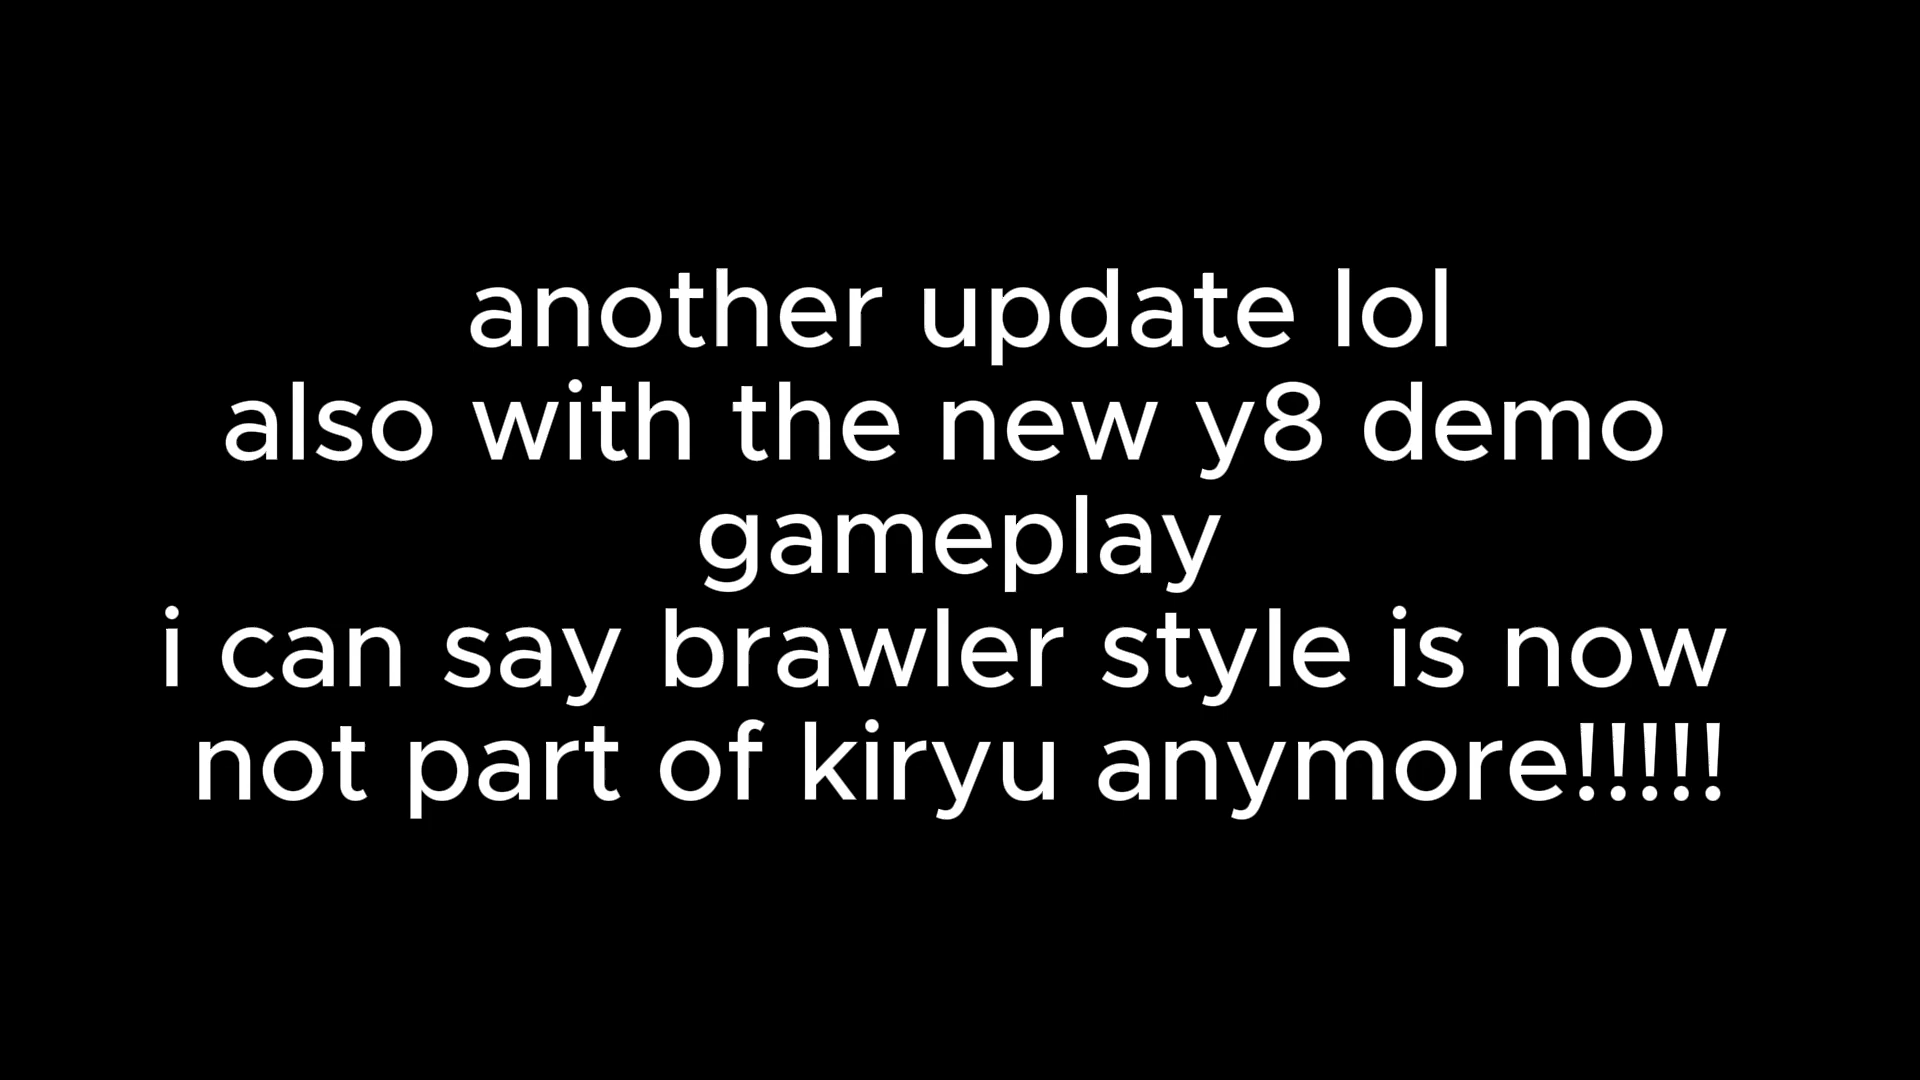 another update lol
also with the new y8 demo
gameplay
i can say brawler style is now
not part of kiryu anymore!!!!!